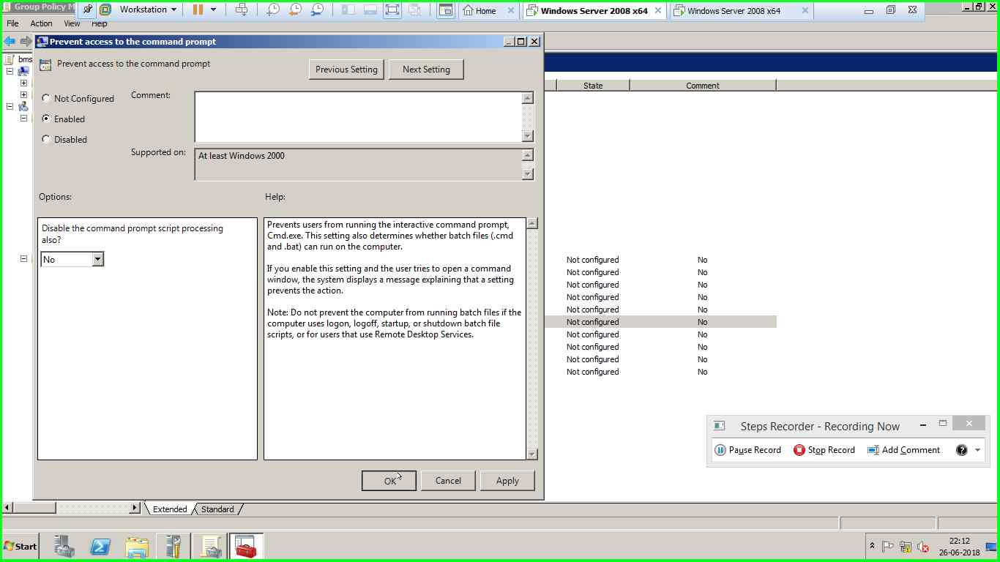 Group Policy M
Workstation
Home
Windows Server 2008 x64
Windows Server 2008 x64
File Action View Help
Prevent access to the command prompt
bms
Prevent access to the command prompt
Previous Setting
Next Setting
Not Configured
Comment:
Enabled
Disabled
Supported on:
At least Windows 2000
State
Comment
Options:
Help:
Disable the command prompt script processing
also?
No
Prevents users from running the interactive command prompt,
Cmd.exe. This setting also determines whether batch files (.cmd
and .bat) can run on the computer.
If you enable this setting and the user tries to open a command
window, the system displays a message explaining that a setting
prevents the action.
Note: Do not prevent the computer from running batch files if the
computer uses logon, logoff, startup, or shutdown batch file
scripts, or for users that use Remote Desktop Services.
Not configured No
Not configured No
Not configured No
Not configured No
Not configured No
Not configured No
Not configured No
Not configured No
Not configured No
Not configured No
Steps Recorder - Recording Now
Pause Record
Stop Record
Add Comment
OK
Cancel
Apply
Extended
Standard
Start
22:12
26-06-2018